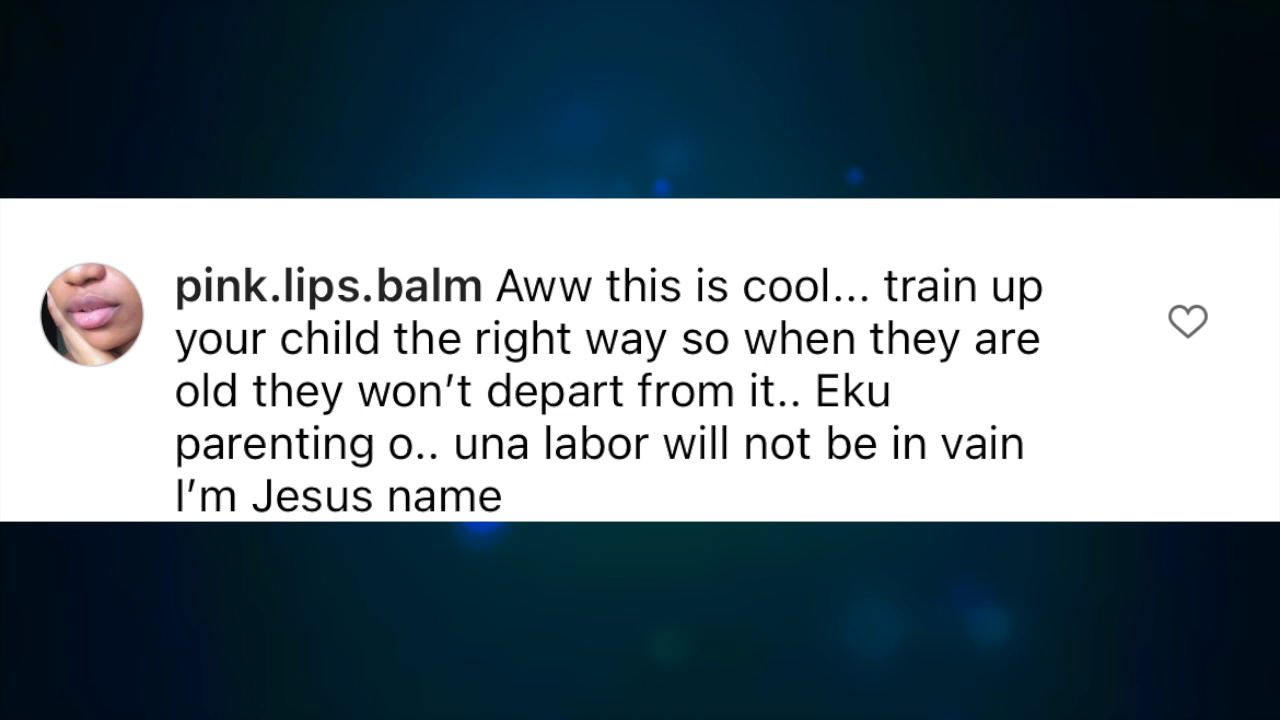 pink.lips.balm Aww this is cool... train up
your child the right way so when they are
old they won’t depart from it.. Eku
parenting o.. una labor will not be in vain
I’m Jesus name